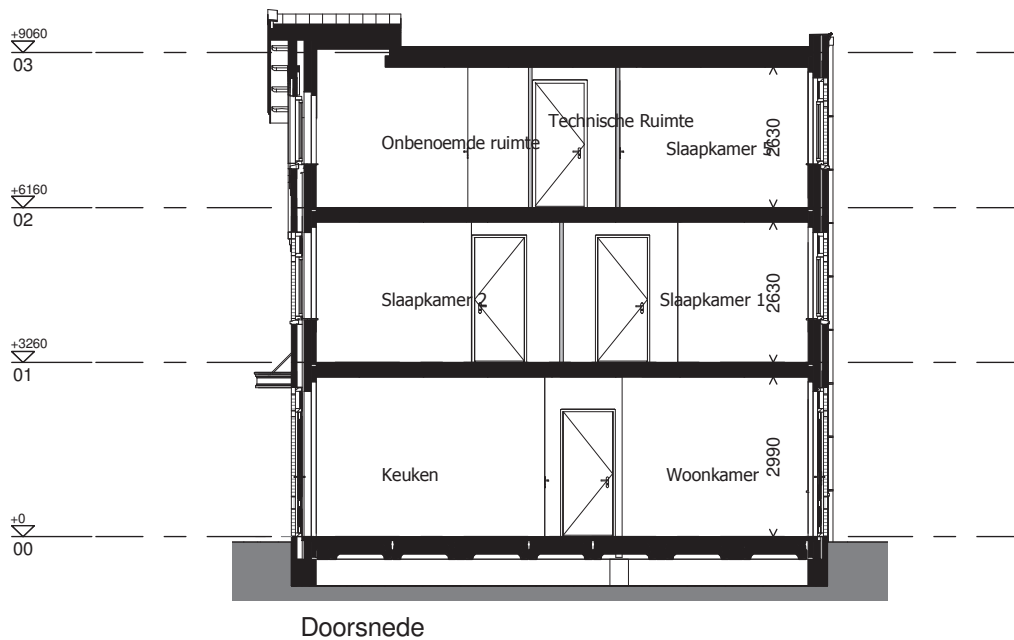 +9060
03
Technische Ruimte
Onbenoemde ruimte
Slaapkamer 5
2630
+6160
02
Slaapkamer 2
Slaapkamer 1
2630
+3260
01
Keuken
Woonkamer
2990
+0
00
Doorsnede